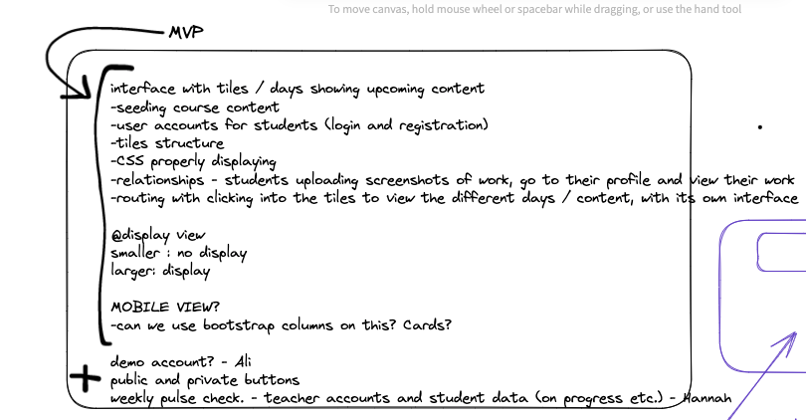 To move canvas, hold mouse wheel or spacebar while dragging, or use the hand tool
MVP
interface with tiles / days showing upcoming content
-seeding course content
-user accounts for students (login and registration)
-tiles structure
-CSS properly displaying
-relationships - students uploading screenshots of work, go to their profile and view their work
-routing with clicking into the tiles to view the different days / content, with its own interface
@display view
smaller : no display
larger: display
MOBILE VIEW?
-can we use bootstrap columns on this? Cards?
demo account? - Ali
public and private buttons
weekly pulse check. - teacher accounts and student data (on progress etc.) - Hannah